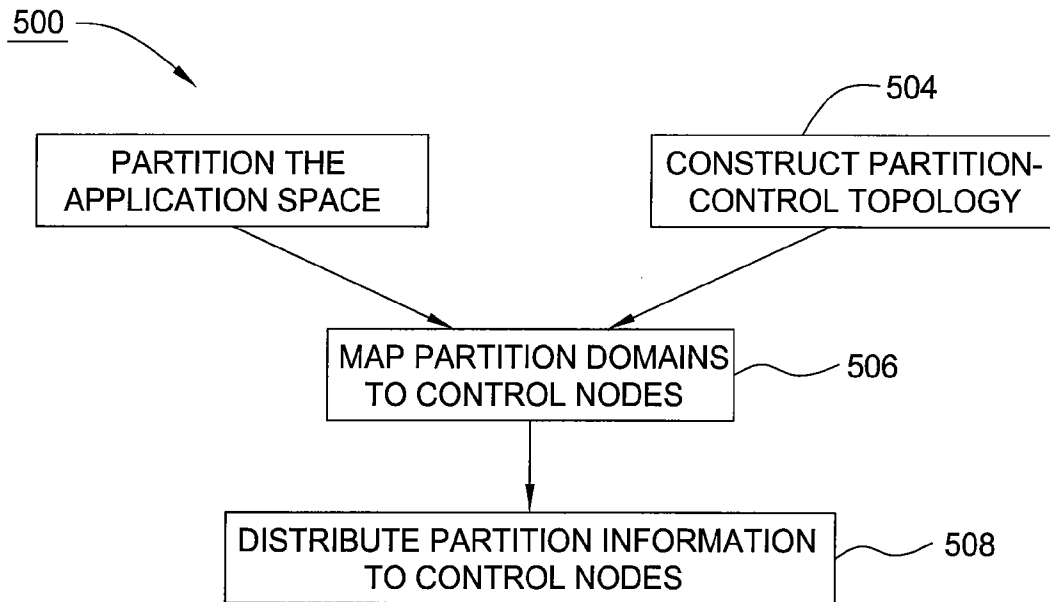 500
504
PARTITION THE
APPLICATION SPACE
CONSTRUCT PARTITION-
CONTROL TOPOLOGY
MAP PARTITION DOMAINS
TO CONTROL NODES
506
DISTRIBUTE PARTITION INFORMATION
TO CONTROL NODES
508